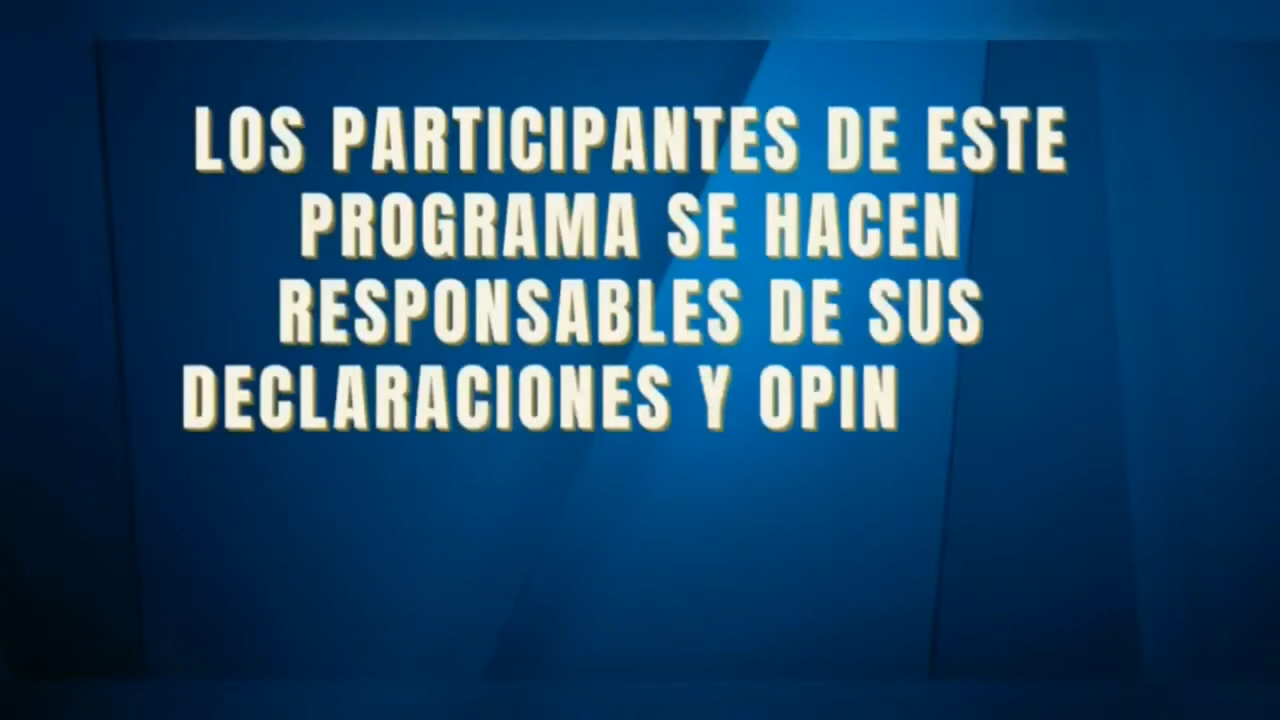 LOS PARTICIPANTES DE ESTE
PROGRAMA SE HACEN
RESPONSABLES DE SUS
DECLARACIONES Y OPIN